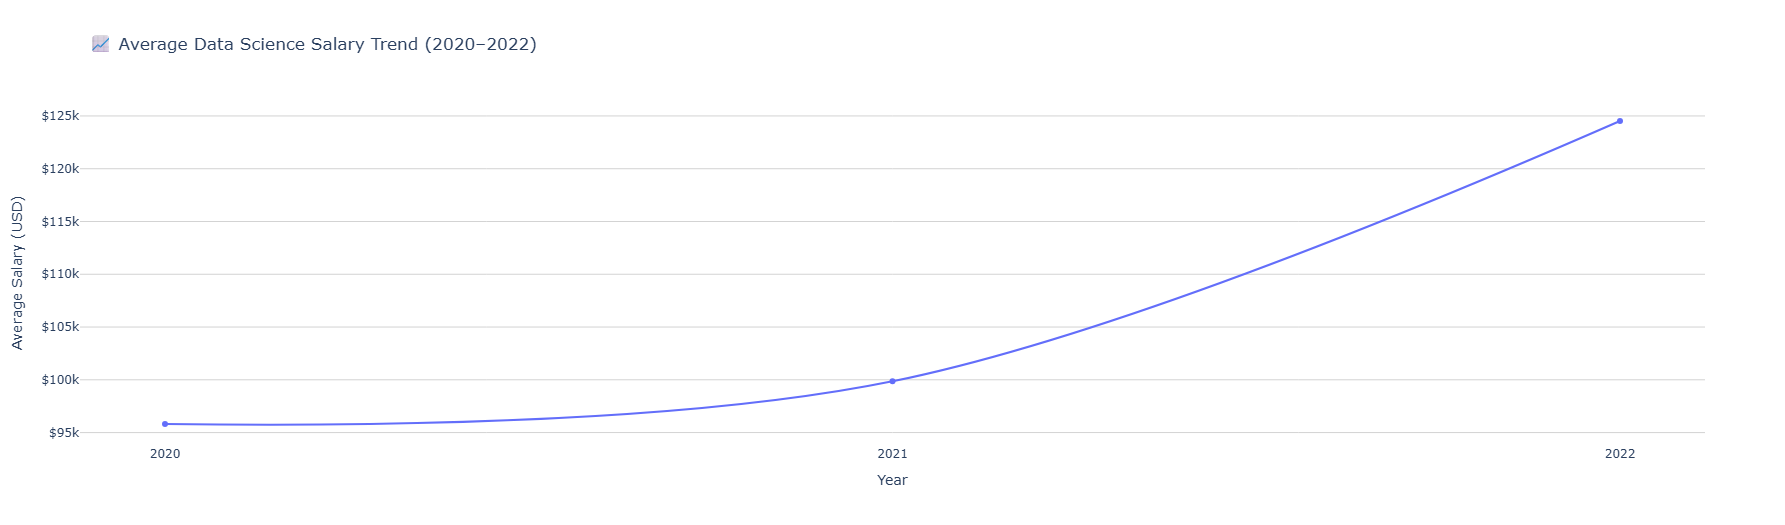 📈 Average Data Science Salary Trend (2020–2022)
Average Salary (USD)
$125k
$120k
$115k
$110k
$105k
$100k
$95k
2020 2021 2022
Year